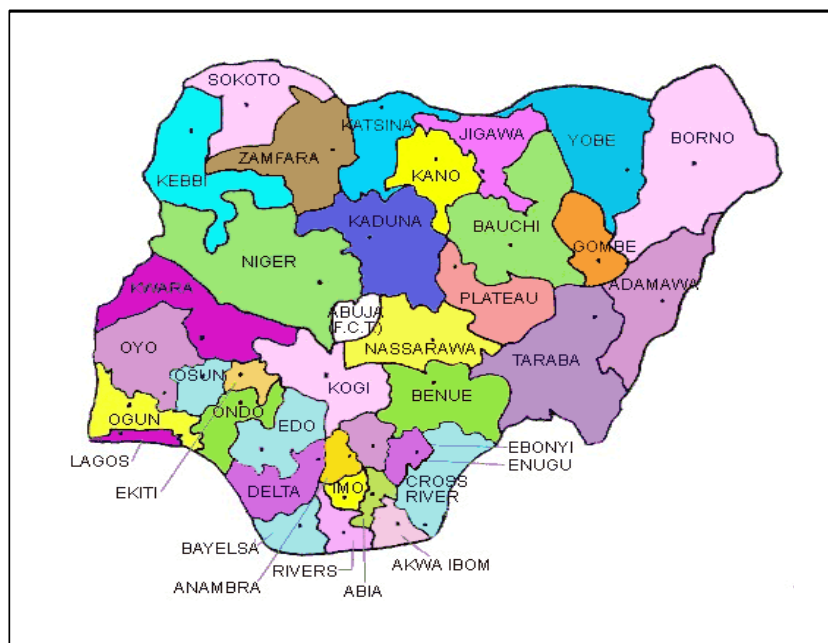 SOKOTO
KATSINA
JIGAWA
YOBE
BORNO
ZAMFARA
KEBBI
KANO
KADUNA
BAUCHI
GOMBE
NIGER
ADAMAWA
KWARA
PLATEAU
ABUJA
(F.C.T.)
NASSARAWA
TARABA
OYO
OSUN
KOGI
BENUE
OGUN
ONDO
EDO
EBONYI
LAGOS
ENUGU
EKITI
DELTA
IMO
CROSS
RIVER
BAYELSA
RIVERS
AKWA IBOM
ANAMBRA
ABIA